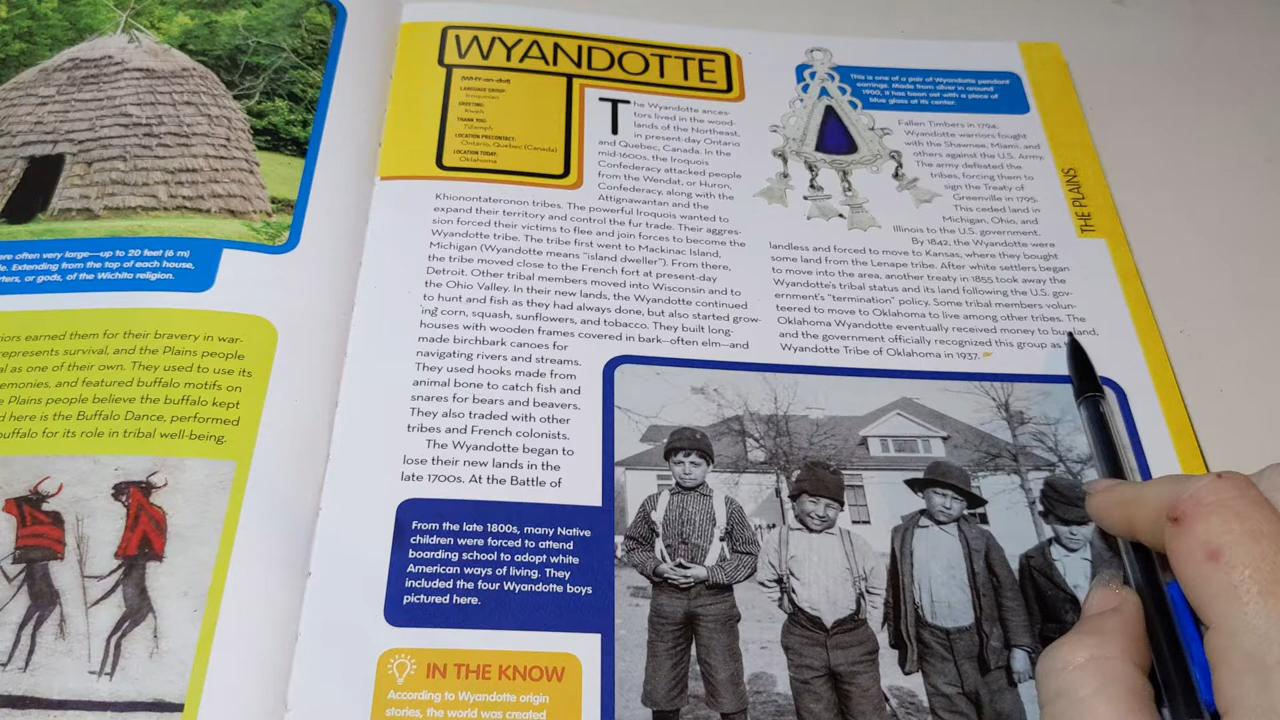 ere often very large—up to 20 feet (6 m)
le. Extending from the top of each house,
rters, or gods, of the Wichita religion.
iors earned them for their bravery in war-
represents survival, and the Plains people
al as one of their own. They used to use its
emonies, and featured buffalo motifs on
e Plains people believe the buffalo kept
d here is the Buffalo Dance, performed
buffalo for its role in tribal well-being.
WYANDOTTE
(WHY-an-dot)
LANGUAGE GROUP:
Iroquoian
GREETING:
Kweh
THANK YOU:
LOCATION PRECONTACT:
Ontario, Quebec (Canada)
LOCATION TODAY:
Oklahoma
The Wyandotte ances-
tors lived in the wood-
lands of the Northeast,
in present-day Ontario
and Quebec, Canada. In the
mid-1600s, the Iroquois
Confederacy attacked people
from the Wendat, or Huron,
Confederacy, along with the
Attignawantan and the
Khionontateronon tribes. The powerful Iroquois wanted to
expand their territory and control the fur trade. Their aggres-
sion forced their victims to flee and join forces to become the
Wyandotte tribe. The tribe first went to Mackinac Island,
Michigan (Wyandotte means "island dweller"). From there,
the tribe moved close to the French fort at present-day
Detroit. Other tribal members moved into Wisconsin and to
the Ohio Valley. In their new lands, the Wyandotte continued
to hunt and fish as they had always done, but also started grow-
ing corn, squash, sunflowers, and tobacco. They built long-
houses with wooden frames covered in bark—often elm—and
made birchbark canoes for
navigating rivers and streams.
They used hooks made from
animal bone to catch fish and
snares for bears and beavers.
They also traded with other
tribes and French colonists.
The Wyandotte began to
lose their new lands in the
late 1700s. At the Battle of
This is one of a pair of Wyandotte pendant
earrings. Made from silver in around
1900, it has been set with a piece of
blue glass at its center.
Fallen Timbers in 1794,
Wyandotte warriors fought
with the Shawnee, Miami, and
others against the U.S. Army.
The army defeated the
tribes, forcing them to
sign the Treaty of
Greenville in 1795.
This ceded land in
Michigan, Ohio, and
Illinois to the U.S. government.
By 1842, the Wyandotte were
landless and forced to move to Kansas, where they bought
some land from the Lenape tribe. After white settlers began
to move into the area, another treaty in 1855 took away the
Wyandotte's tribal status and its land following the U.S. gov-
ernment's "termination" policy. Some tribal members volun-
teered to move to Oklahoma to live among other tribes. The
Oklahoma Wyandotte eventually received money to buy land,
and the government officially recognized this group as
Wyandotte Tribe of Oklahoma in 1937.
THE PLAINS
From the late 1800s, many Native
children were forced to attend
boarding school to adopt white
American ways of living. They
included the four Wyandotte boys
pictured here.
IN THE KNOW
According to Wyandotte origin
stories, the world was created